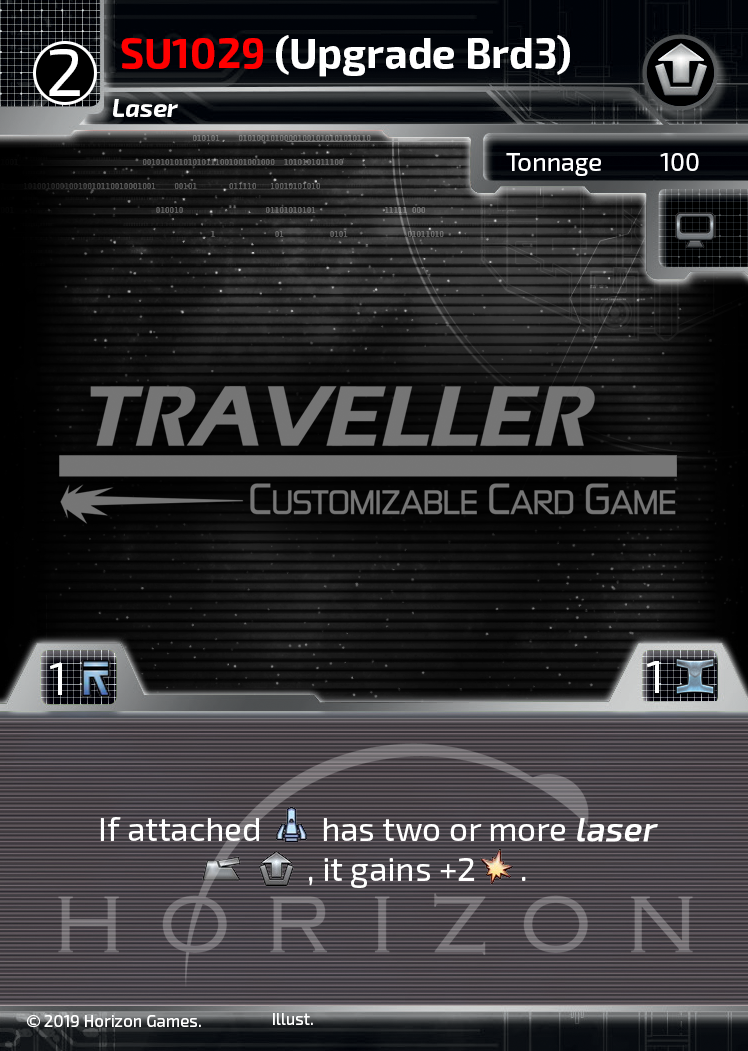 2
SU1029 (Upgrade Brd3)
Laser
Tonnage 100
TRAVELLER
CUSTOMIZABLE CARD GAME
1
1
If attached has two or more laser
, it gains +2 .
HORIZON
© 2019 Horizon Games. Illust.